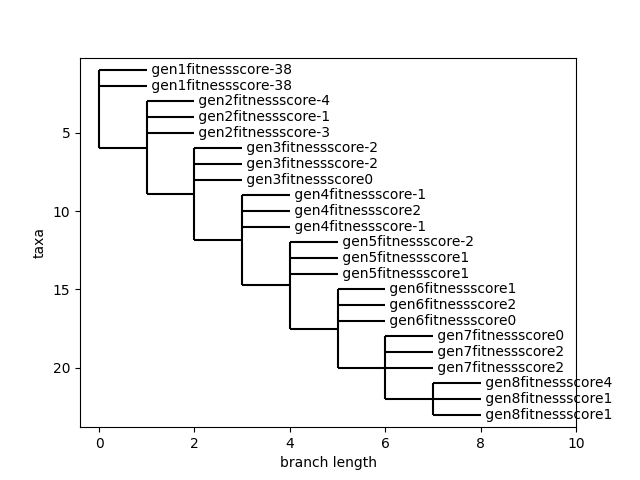 gen1fitnessscore-38
gen1fitnessscore-38
gen2fitnessscore-4
gen2fitnessscore-1
gen2fitnessscore-3
gen3fitnessscore-2
gen3fitnessscore-2
gen3fitnessscore0
gen4fitnessscore-1
gen4fitnessscore2
gen4fitnessscore-1
gen5fitnessscore-2
gen5fitnessscore1
gen5fitnessscore1
gen6fitnessscore1
gen6fitnessscore2
gen6fitnessscore0
gen7fitnessscore0
gen7fitnessscore2
gen7fitnessscore2
gen8fitnessscore4
gen8fitnessscore1
gen8fitnessscore1
5
10
15
20
taxa
0 2 4 6 8 10
branch length